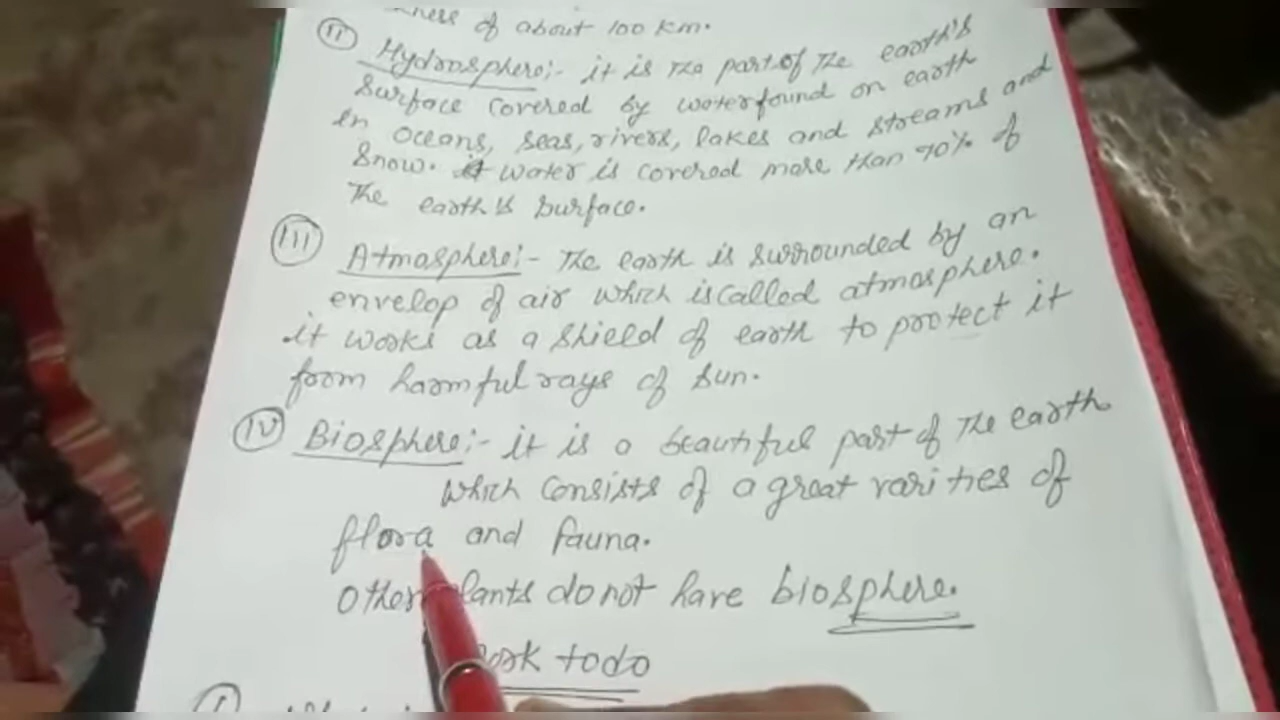 of about 100 km.
(II) Hydrosphere:- it is the part of the earth's
surface covered by water found on earth
in oceans, seas, rivers, lakes and streams and
snow. it water is covered more than 70% of
the earth's surface.
(III) Atmosphere:- The earth is surrounded by an
envelop of air which is called atmosphere.
it works as a shield of earth to protect it
from harmful rays of sun.
(IV) Biosphere:- it is a beautiful part of the earth
which consists of a great varities of
flora and fauna.
Other lants do not have biosphere.
todo